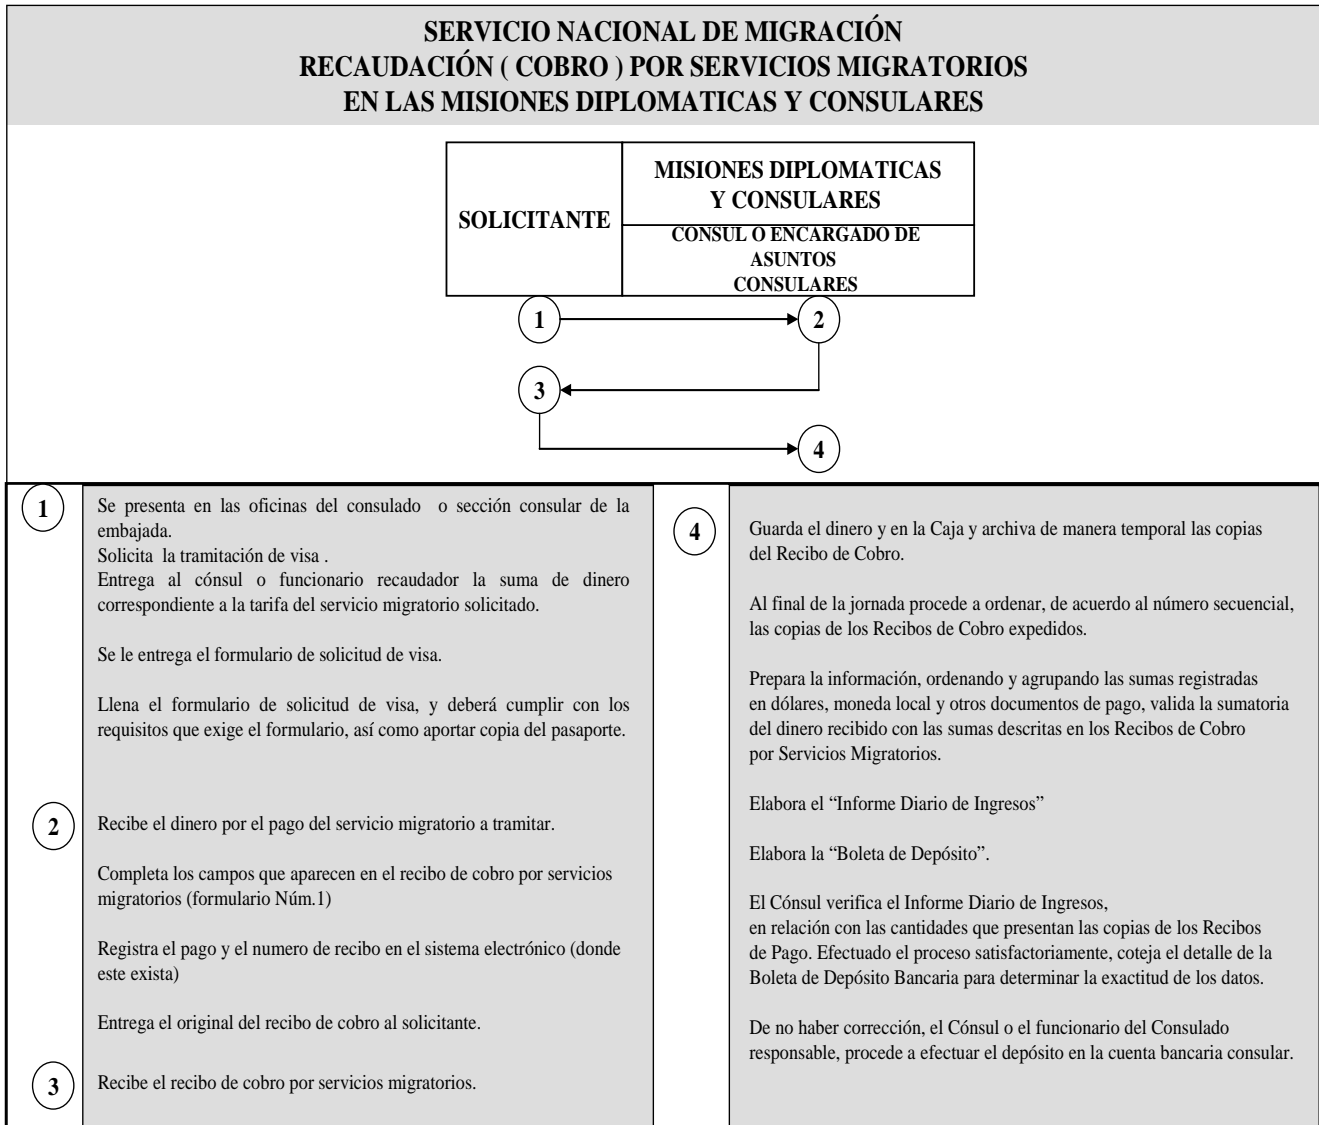 SERVICIO NACIONAL DE MIGRACIÓN
RECAUDACIÓN ( COBRO ) POR SERVICIOS MIGRATORIOS
EN LAS MISIONES DIPLOMATICAS Y CONSULARES
SOLICITANTE
MISIONES DIPLOMATICAS
Y CONSULARES
CONSUL O ENCARGADO DE
ASUNTOS
CONSULARES
1
2
3
4
1
Se presenta en las oficinas del consulado o sección consular de la
embajada.
Solicita la tramitación de visa .
Entrega al cónsul o funcionario recaudador la suma de dinero
correspondiente a la tarifa del servicio migratorio solicitado.
Se le entrega el formulario de solicitud de visa.
Llena el formulario de solicitud de visa, y deberá cumplir con los
requisitos que exige el formulario, así como aportar copia del pasaporte.
2
Recibe el dinero por el pago del servicio migratorio a tramitar.
Completa los campos que aparecen en el recibo de cobro por servicios
migratorios (formulario Núm.1)
Registra el pago y el numero de recibo en el sistema electrónico (donde
este exista)
Entrega el original del recibo de cobro al solicitante.
3
Recibe el recibo de cobro por servicios migratorios.
4
Guarda el dinero y en la Caja y archiva de manera temporal las copias
del Recibo de Cobro.
Al final de la jornada procede a ordenar, de acuerdo al número secuencial,
las copias de los Recibos de Cobro expedidos.
Prepara la información, ordenando y agrupando las sumas registradas
en dólares, moneda local y otros documentos de pago, valida la sumatoria
del dinero recibido con las sumas descritas en los Recibos de Cobro
por Servicios Migratorios.
Elabora el “Informe Diario de Ingresos”
Elabora la “Boleta de Depósito”.
El Cónsul verifica el Informe Diario de Ingresos,
en relación con las cantidades que presentan las copias de los Recibos
de Pago. Efectuado el proceso satisfactoriamente, coteja el detalle de la
Boleta de Depósito Bancaria para determinar la exactitud de los datos.
De no haber corrección, el Cónsul o el funcionario del Consulado
responsable, procede a efectuar el depósito en la cuenta bancaria consular.